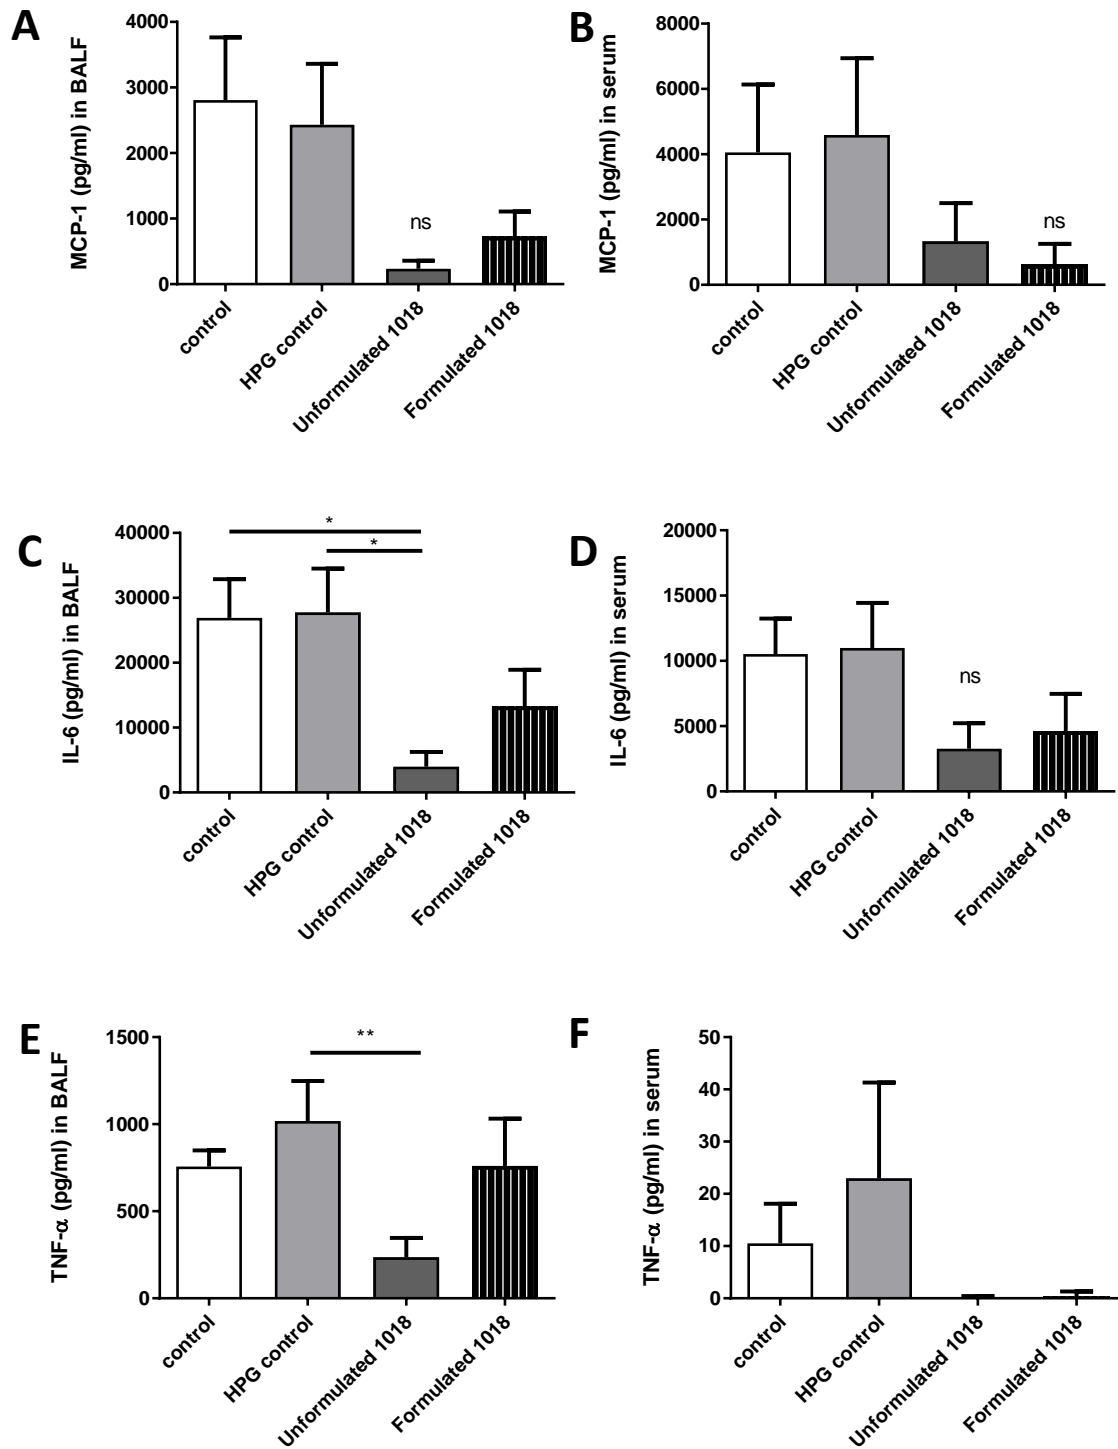 A
MCP-1 (pg/ml) in BALF
4000
3000
2000
1000
0
ns
control
HPG control
Unformulated 1018
Formulated 1018
B
MCP-1 (pg/ml) in serum
8000
6000
4000
2000
0
ns
control
HPG control
Unformulated 1018
Formulated 1018
C
IL-6 (pg/ml) in BALF
40000
30000
20000
10000
0
*
*
control
HPG control
Unformulated 1018
Formulated 1018
D
IL-6 (pg/ml) in serum
20000
15000
10000
5000
0
ns
control
HPG control
Unformulated 1018
Formulated 1018
E
TNF-α (pg/ml) in BALF
1500
1000
500
0
**
control
HPG control
Unformulated 1018
Formulated 1018
F
TNF-α (pg/ml) in serum
50
40
30
20
10
0
control
HPG control
Unformulated 1018
Formulated 1018